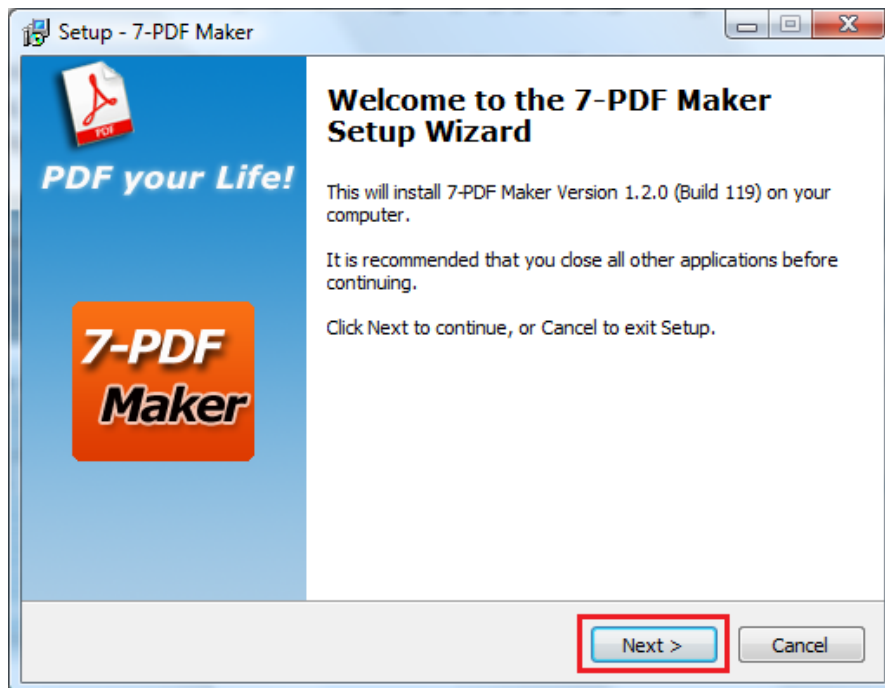 Setup - 7-PDF Maker
PDF
PDF your Life!
7-PDF
Maker
Welcome to the 7-PDF Maker
Setup Wizard
This will install 7-PDF Maker Version 1.2.0 (Build 119) on your
computer.
It is recommended that you close all other applications before
continuing.
Click Next to continue, or Cancel to exit Setup.
Next >
Cancel